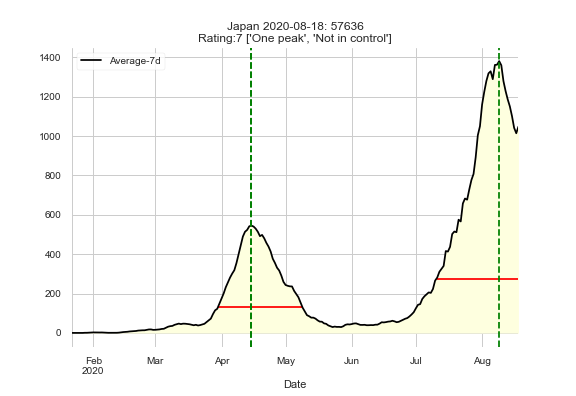 Japan 2020-08-18: 57636
Rating:7 ['One peak', 'Not in control']
Average-7d
1400
1200
1000
800
600
400
200
0
Feb Mar Apr May Jun Jul Aug
2020
Date